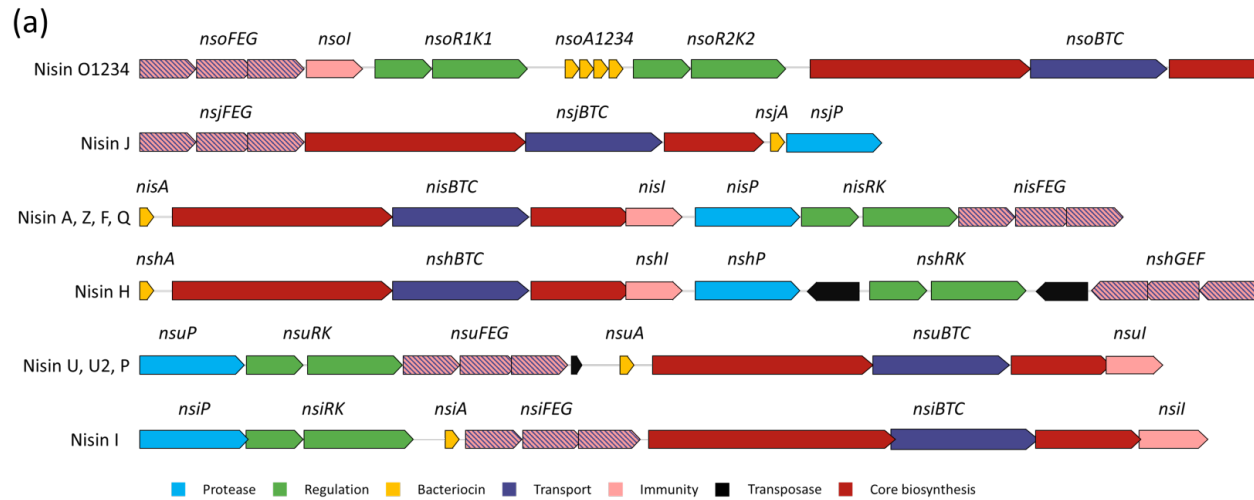 (a)
nsoFEG nsoI nsoR1K1 nsoA1234 nsoR2K2 nsoBTC
Nisin O1234
nsjFEG nsjBTC nsjA nsjP
Nisin J
nisA nisBTC nisI nisP nisRK nisFEG
Nisin A, Z, F, Q
nshA nshBTC nshI nshP nshRK nshGEF
Nisin H
nsuP nsuRK nsuFEG nsuA nsuBTC nsuI
Nisin U, U2, P
nsiP nsiRK nsiA nsiFEG nsiBTC nsiI
Nisin I
Protease Regulation Bacteriocin Transport Immunity Transposase Core biosynthesis